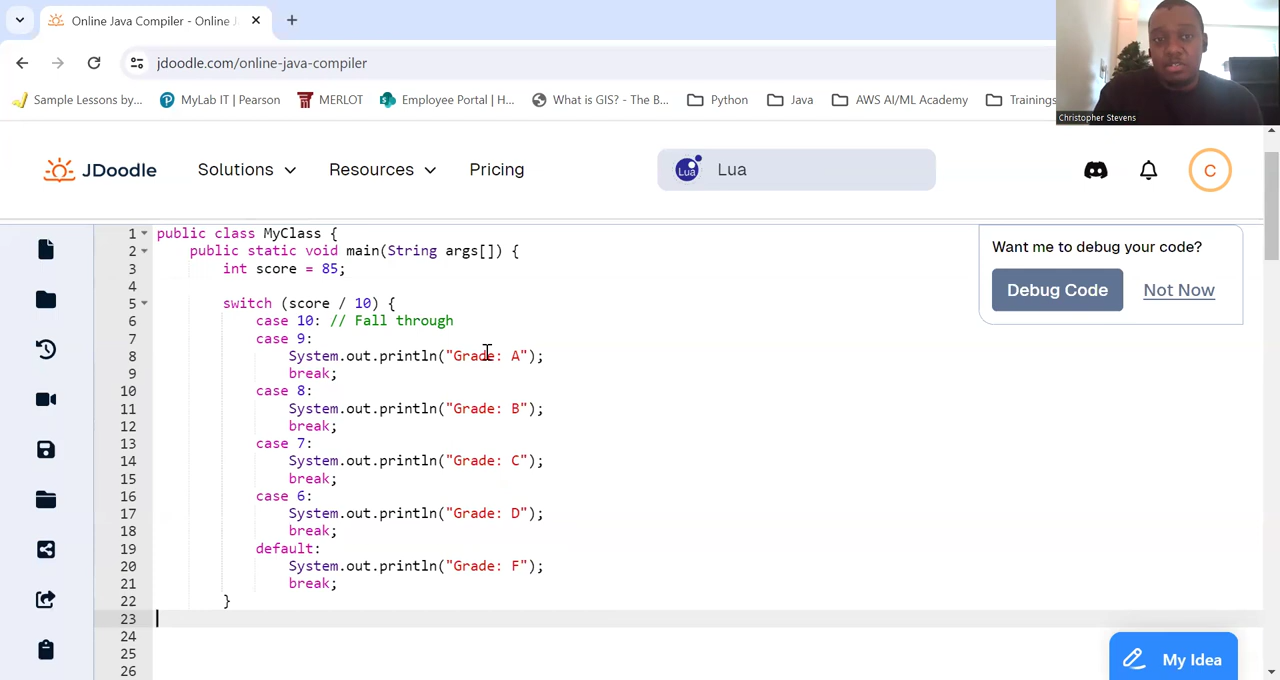 Online Java Compiler - Online J
jdoodle.com/online-java-compiler
Sample Lessons by... MyLab IT | Pearson MERLOT Employee Portal | H... What is GIS? - The B... Python Java AWS AI/ML Academy Trainings
Christopher Stevens
JDoodle Solutions Resources Pricing Lua Lua C
1 public class MyClass {
2 public static void main(String args[]) {
3 int score = 85;
4
5 switch (score / 10) {
6 case 10: // Fall through
7 case 9:
8 System.out.println("Grade: A");
9 break;
10 case 8:
11 System.out.println("Grade: B");
12 break;
13 case 7:
14 System.out.println("Grade: C");
15 break;
16 case 6:
17 System.out.println("Grade: D");
18 break;
19 default:
20 System.out.println("Grade: F");
21 break;
22 }
23
24
25
26
Want me to debug your code?
Debug Code Not Now
My Idea